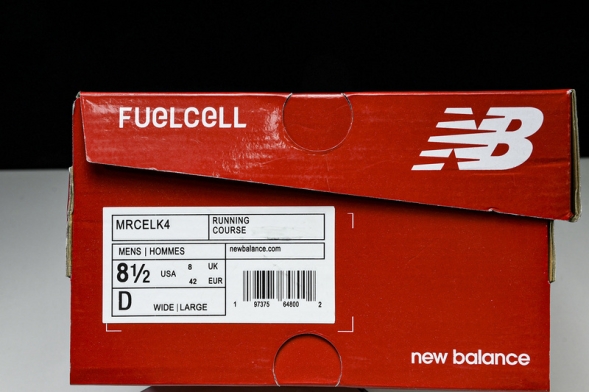 FUELCELL
NB
MRCELK4
RUNNING
COURSE
MENS | HOMMES
newbalance.com
8½ USA 8 UK
42 EUR
D WIDE | LARGE
1 97375 64800 2
new balance